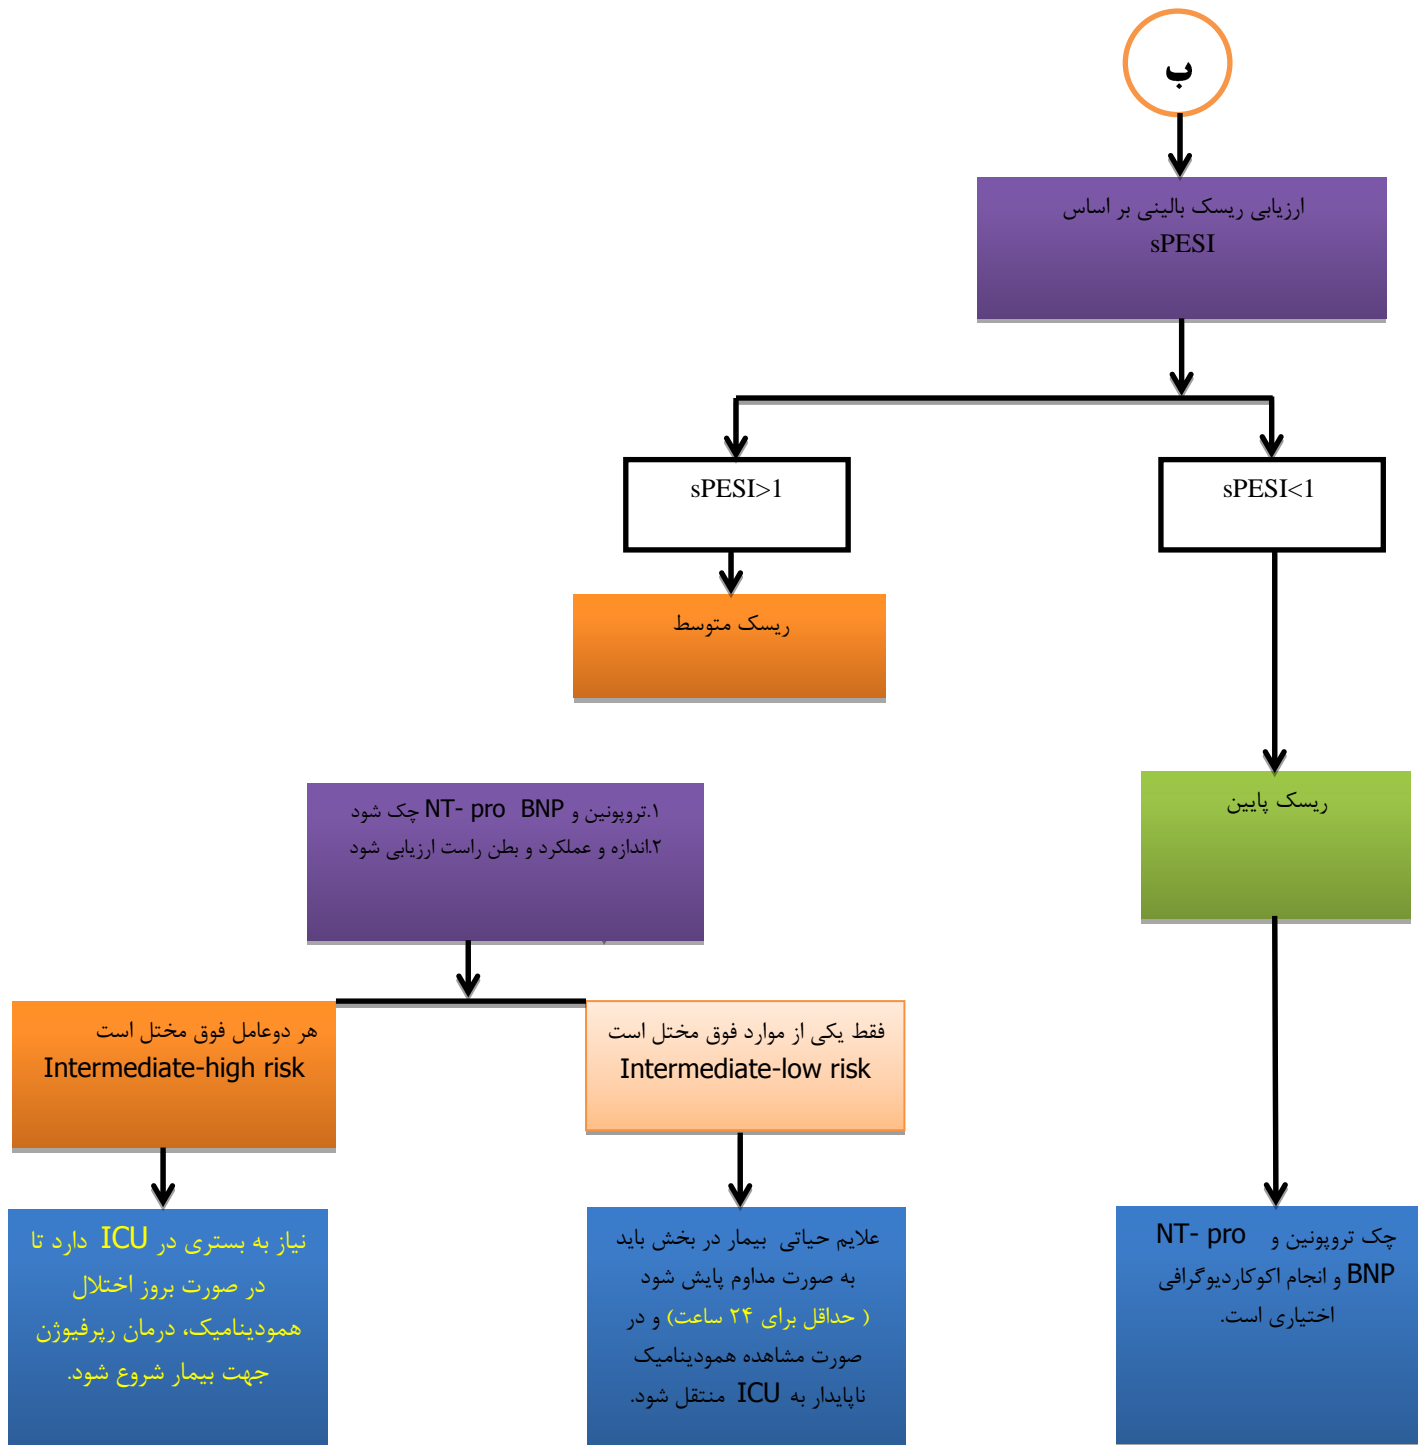 ب
ارزیابی ریسک بالینی بر اساس
sPESI
sPESI<1
sPESI>1
ریسک متوسط
ریسک پایین
۱.تروپونین و NT- pro BNP چک شود
۲.اندازه و عملکرد و بطن راست ارزیابی شود
فقط یکی از موارد فوق مختل است
Intermediate-low risk
هر دوعامل فوق مختل است
Intermediate-high risk
چک تروپونین و NT- pro
BNP و انجام اکوکاردیوگرافی
اختیاری است.
علایم حیاتی بیمار در بخش باید
به صورت مداوم پایش شود
( حداقل برای ۲۴ ساعت) و در
صورت مشاهده همودینامیک
ناپایدار به ICU منتقل شود.
نیاز به بستری در ICU دارد تا
در صورت بروز اختلال
همودینامیک، درمان رپرفیوژن
جهت بیمار شروع شود.